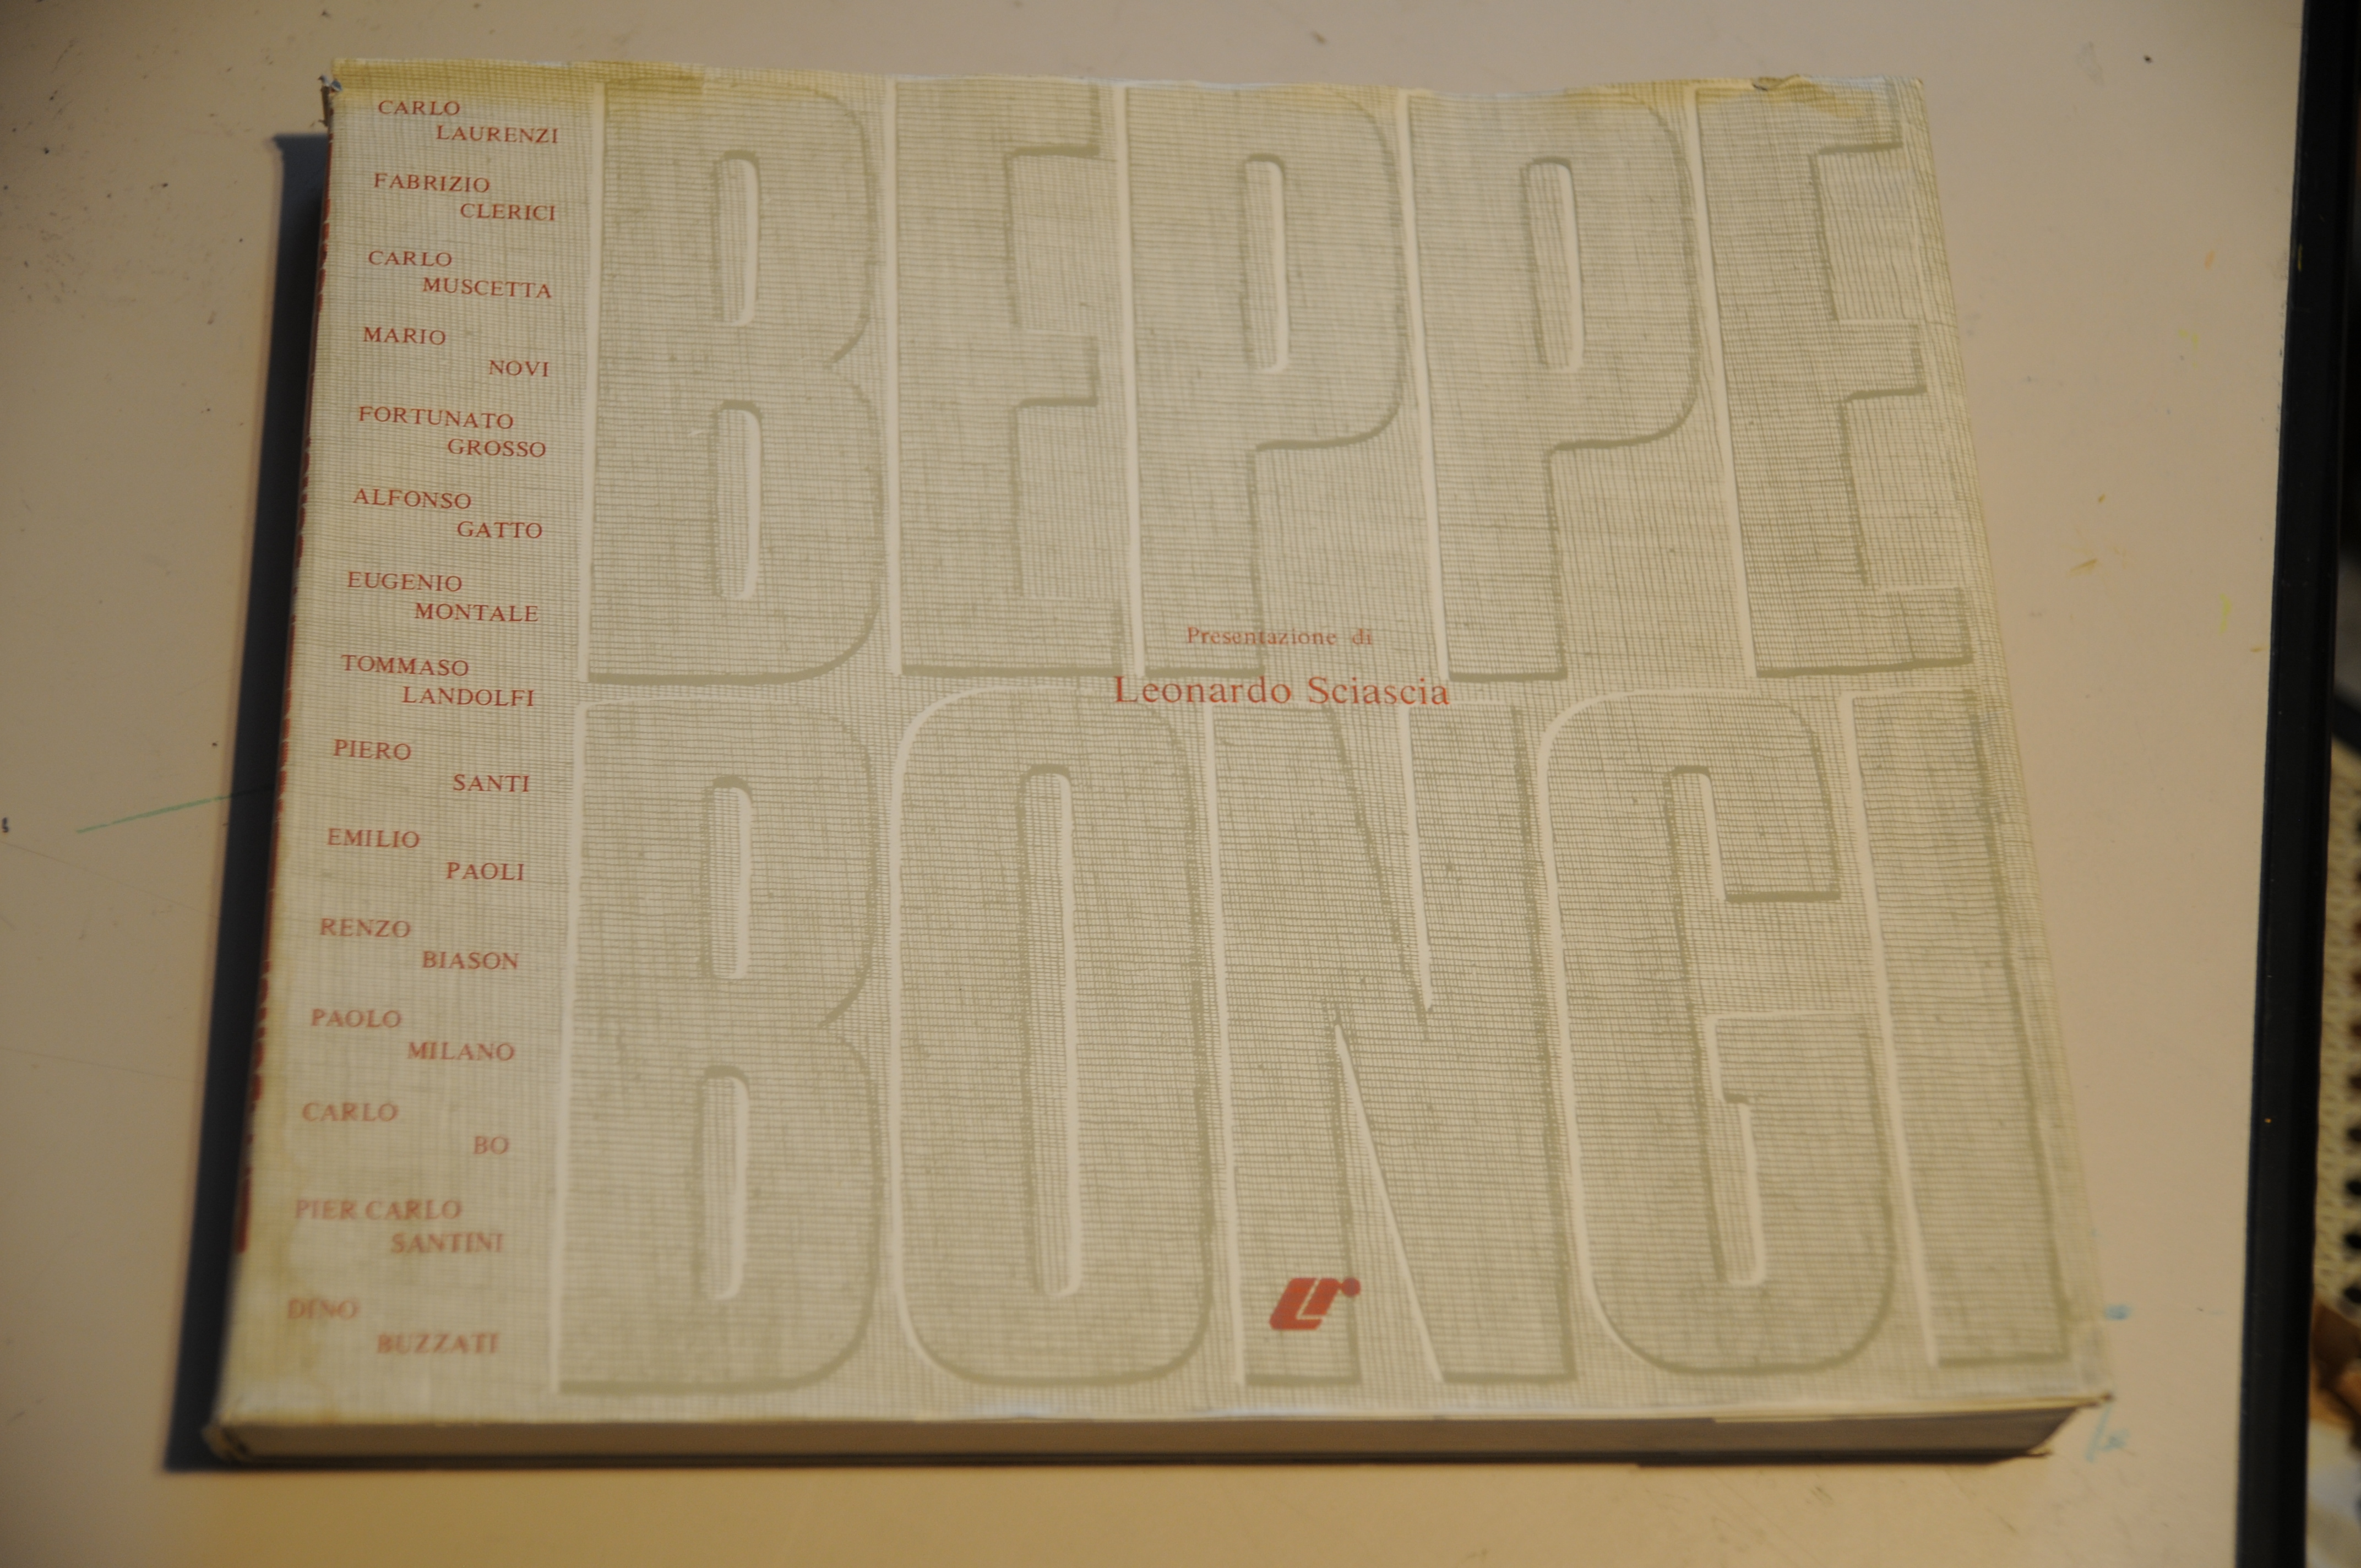 CARLO
LAURENZI
FABRIZIO
CLERICI
CARLO
MUSCETTA
MARIO
NOVI
FORTUNATO
GROSSO
ALFONSO
GATTO
EUGENIO
MONTALE
TOMMASO
LANDOLFI
PIERO
SANTI
EMILIO
PAOLI
RENZO
BIASON
PAOLO
MILANO
CARLO
BO
PIER CARLO
SANTINI
DINO
BUZZATI
BEPPE
Presentazione di
Leonardo Sciascia
BONGI